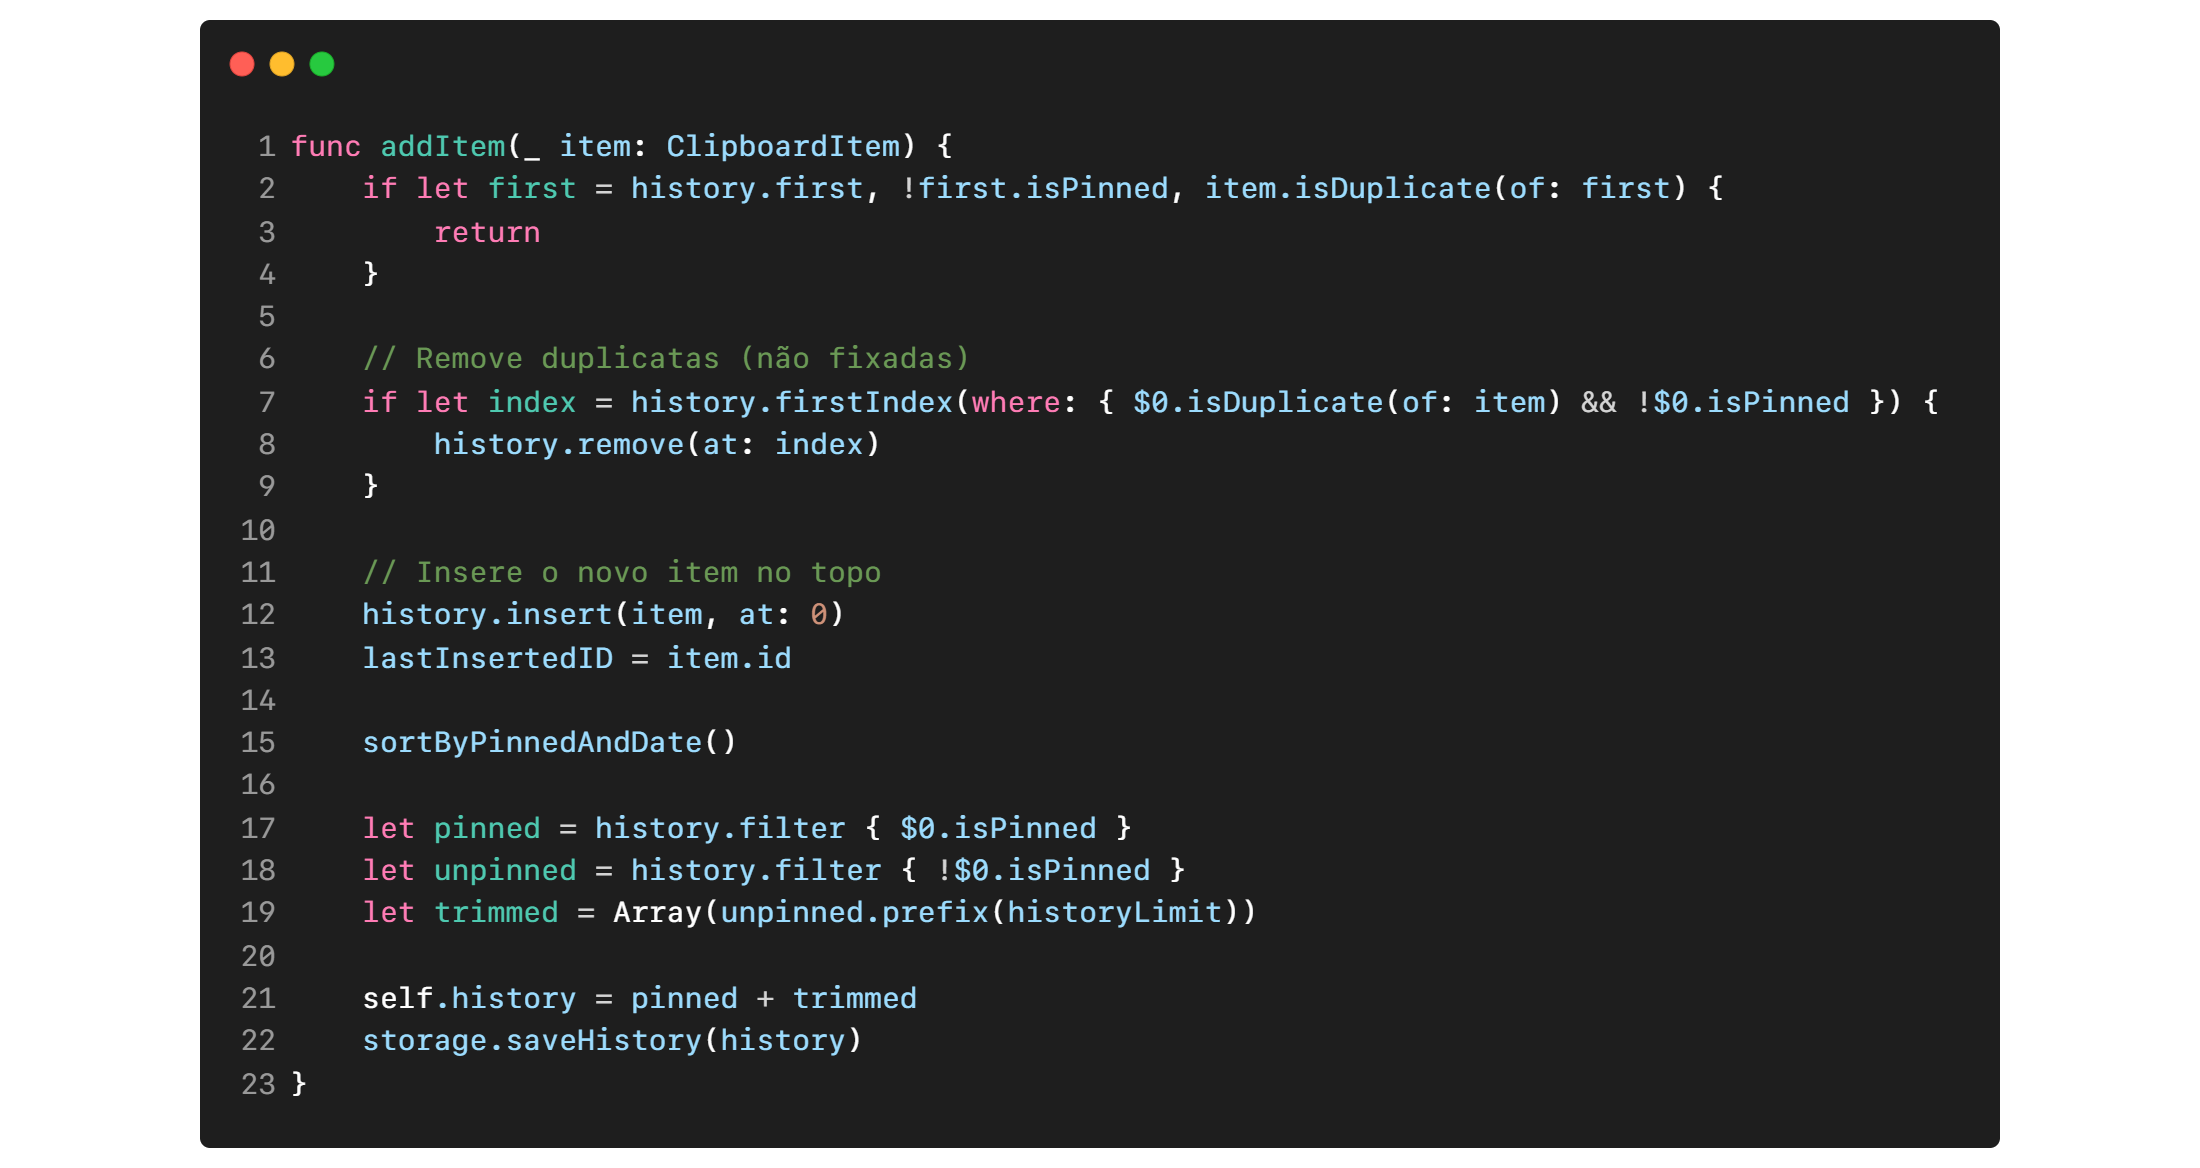 1 func addItem(_ item: ClipboardItem) {
2     if let first = history.first, !first.isPinned, item.isDuplicate(of: first) {
3         return
4     }
5
6     // Remove duplicatas (não fixadas)
7     if let index = history.firstIndex(where: { $0.isDuplicate(of: item) && !$0.isPinned }) {
8         history.remove(at: index)
9     }
10
11     // Insere o novo item no topo
12     history.insert(item, at: 0)
13     lastInsertedID = item.id
14
15     sortByPinnedAndDate()
16
17     let pinned = history.filter { $0.isPinned }
18     let unpinned = history.filter { !$0.isPinned }
19     let trimmed = Array(unpinned.prefix(historyLimit))
20
21     self.history = pinned + trimmed
22     storage.saveHistory(history)
23 }